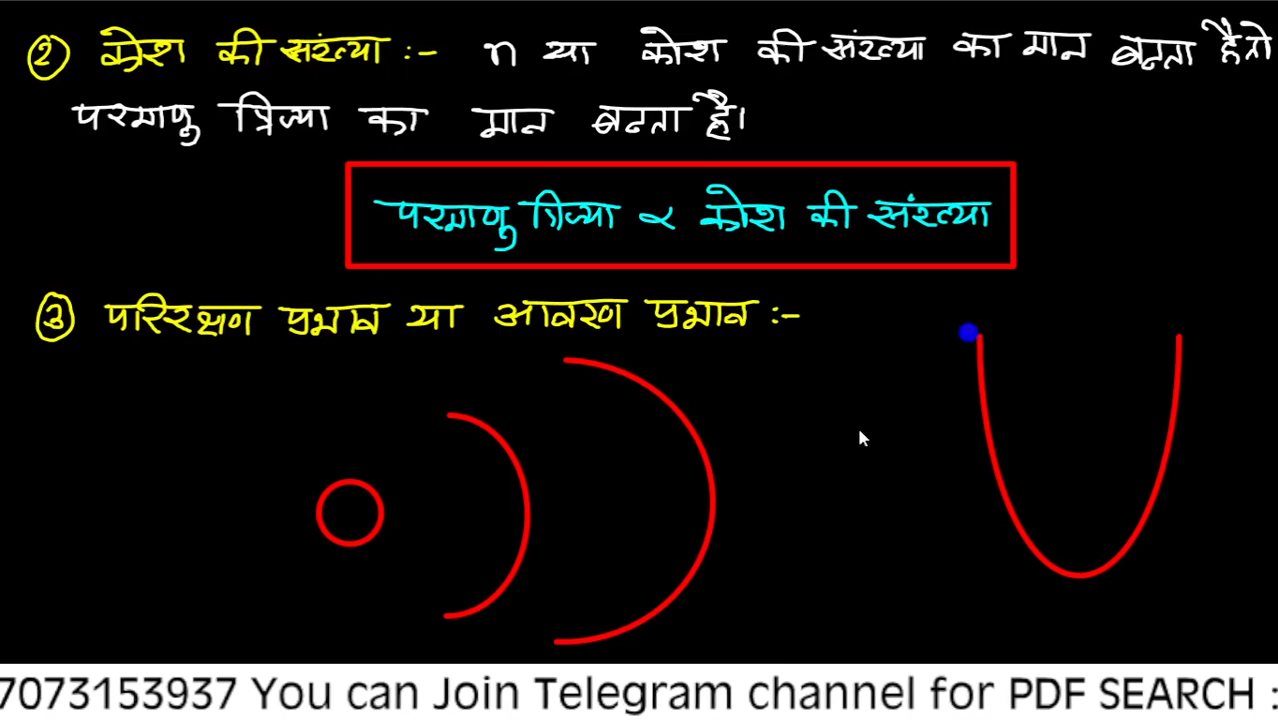 ② कोश की संख्या :- n या कोश की संख्या का मान बढ़ता है तो
परमाणु त्रिज्या का मान बढता है।
परमाणु त्रिज्या ∝ कोश की संख्या
③ परिरक्षण प्रभाव या आवरण प्रभाव :-
7073153937 You can Join Telegram channel for PDF SEARCH :